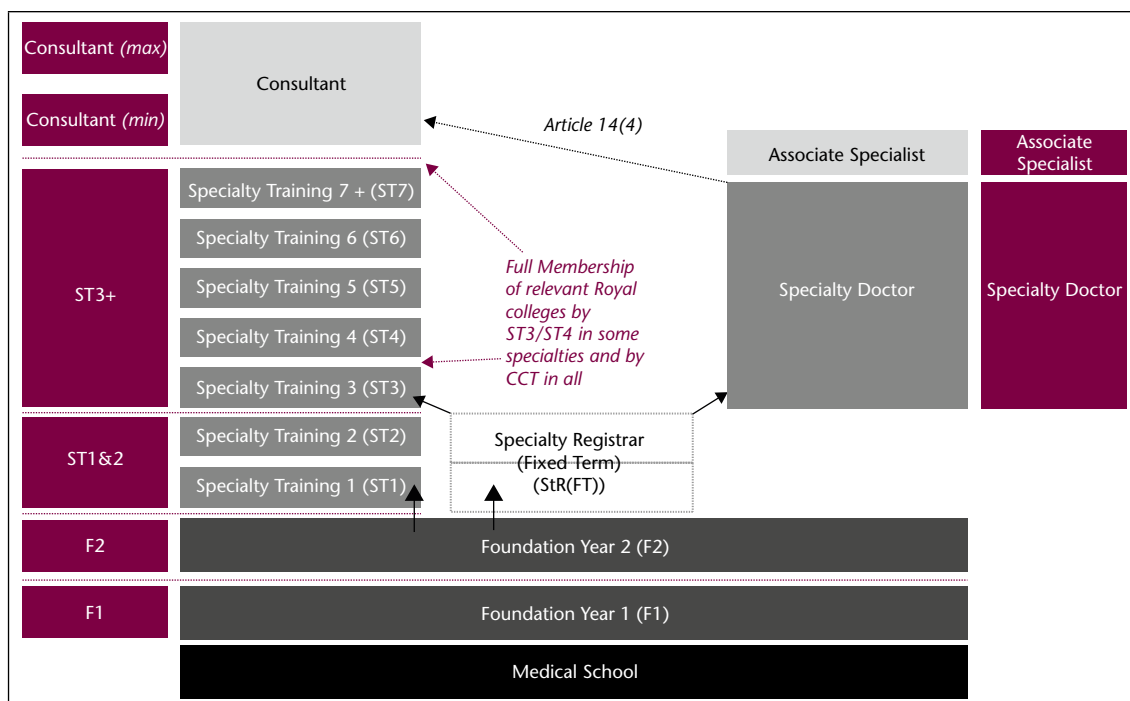 Consultant (max)
Consultant (min)
Consultant
Article 14(4)
Associate Specialist
Associate
Specialist
ST3+
Specialty Training 7 + (ST7)
Specialty Training 6 (ST6)
Specialty Training 5 (ST5)
Specialty Training 4 (ST4)
Specialty Training 3 (ST3)
Full Membership
of relevant Royal
colleges by
ST3/ST4 in some
specialties and by
CCT in all
Specialty Doctor
Specialty Doctor
ST1&2
Specialty Training 2 (ST2)
Specialty Training 1 (ST1)
Specialty Registrar
(Fixed Term)
(StR(FT))
F2
Foundation Year 2 (F2)
F1
Foundation Year 1 (F1)
Medical School